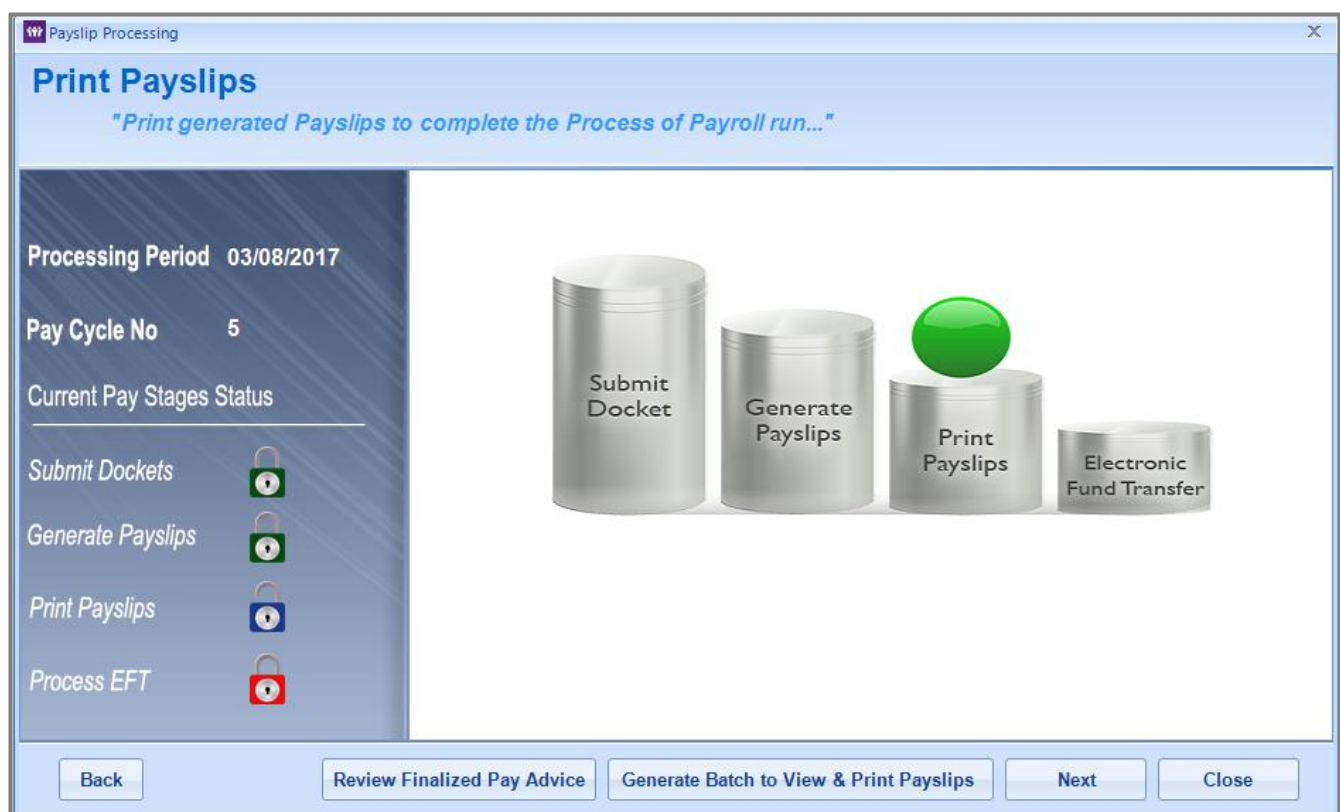 Payslip Processing
Print Payslips
"Print generated Payslips to complete the Process of Payroll run..."
Processing Period 03/08/2017
Pay Cycle No 5
Current Pay Stages Status
Submit Dockets
Generate Payslips
Print Payslips
Process EFT
Submit
Docket
Generate
Payslips
Print
Payslips
Electronic
Fund Transfer
Back
Review Finalized Pay Advice
Generate Batch to View & Print Payslips
Next
Close